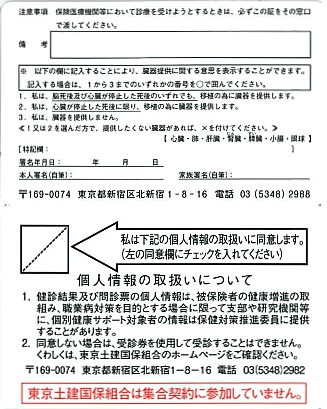 注意事項　保険医療機関等において診療を受けようとするときは、必ずこの証をその窓口
で渡してください。
備考
※　以下の欄に記入することにより、臓器提供に関する意思を表示することができます。
記入する場合は、１から３までのいずれかの番号を○で囲んでください。
１．私は、脳死後及び心臓が停止した死後のいずれでも、移植の為に臓器を提供します。
２．私は、心臓が停止した死後に限り、移植の為に臓器を提供します。
３．私は、臓器を提供しません。
≪１又は２を選んだ方で、提供したくない臓器があれば、×を付けてください。≫
【 心臓・肺・肝臓・腎臓・膵臓・小腸・眼球 】
〔特記欄：　　〕
署名年月日：　　年　　月　　日
本人署名(自筆)：　　家族署名(自筆)：
〒169-0074　東京都新宿区北新宿１-８-16　電話 03 (5348) 2988
私は下記の個人情報の取扱いに同意します。
（左の同意欄にチェックを入れてください）
個人情報の取扱いについて
１．健診結果及び問診票の個人情報は、被保険者の健康増進の取
組み、職業病対策を目的とする場合に限って支部や研究機関等
に、個別健康サポート対象者の情報は保健対策推進委員に提供
することがあります。
２．同意しない場合は、受診券を使用して受診することはできません。
くわしくは、東京土建国保組合のホームページをご確認ください。
〒169-0074　東京都新宿区北新宿1-8-16　電話 03(5348)2982
東京土建国保組合は集合契約に参加していません。